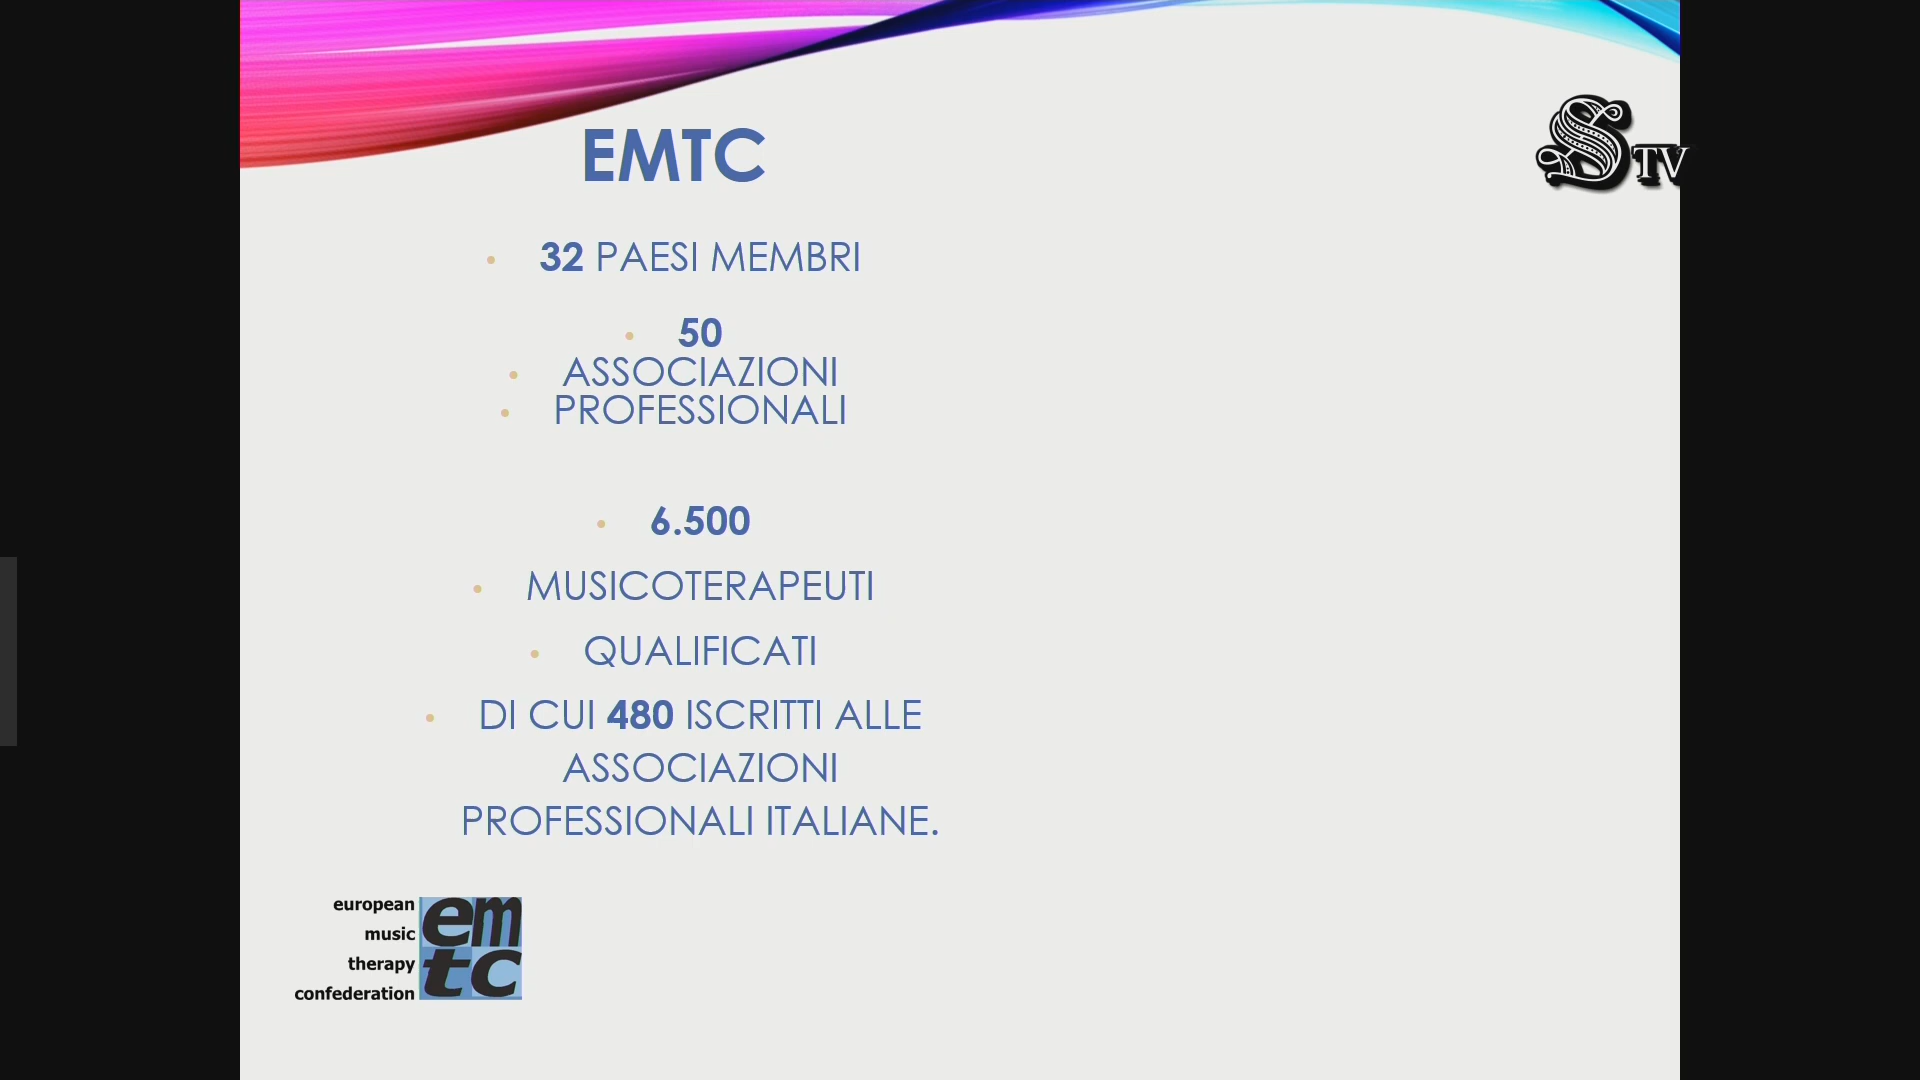 EMTC
S TV
• 32 PAESI MEMBRI
• 50
• ASSOCIAZIONI
• PROFESSIONALI
• 6.500
• MUSICOTERAPEUTI
• QUALIFICATI
• DI CUI 480 ISCRITTI ALLE
ASSOCIAZIONI
PROFESSIONALI ITALIANE.
european
music
therapy
confederation
em
tc